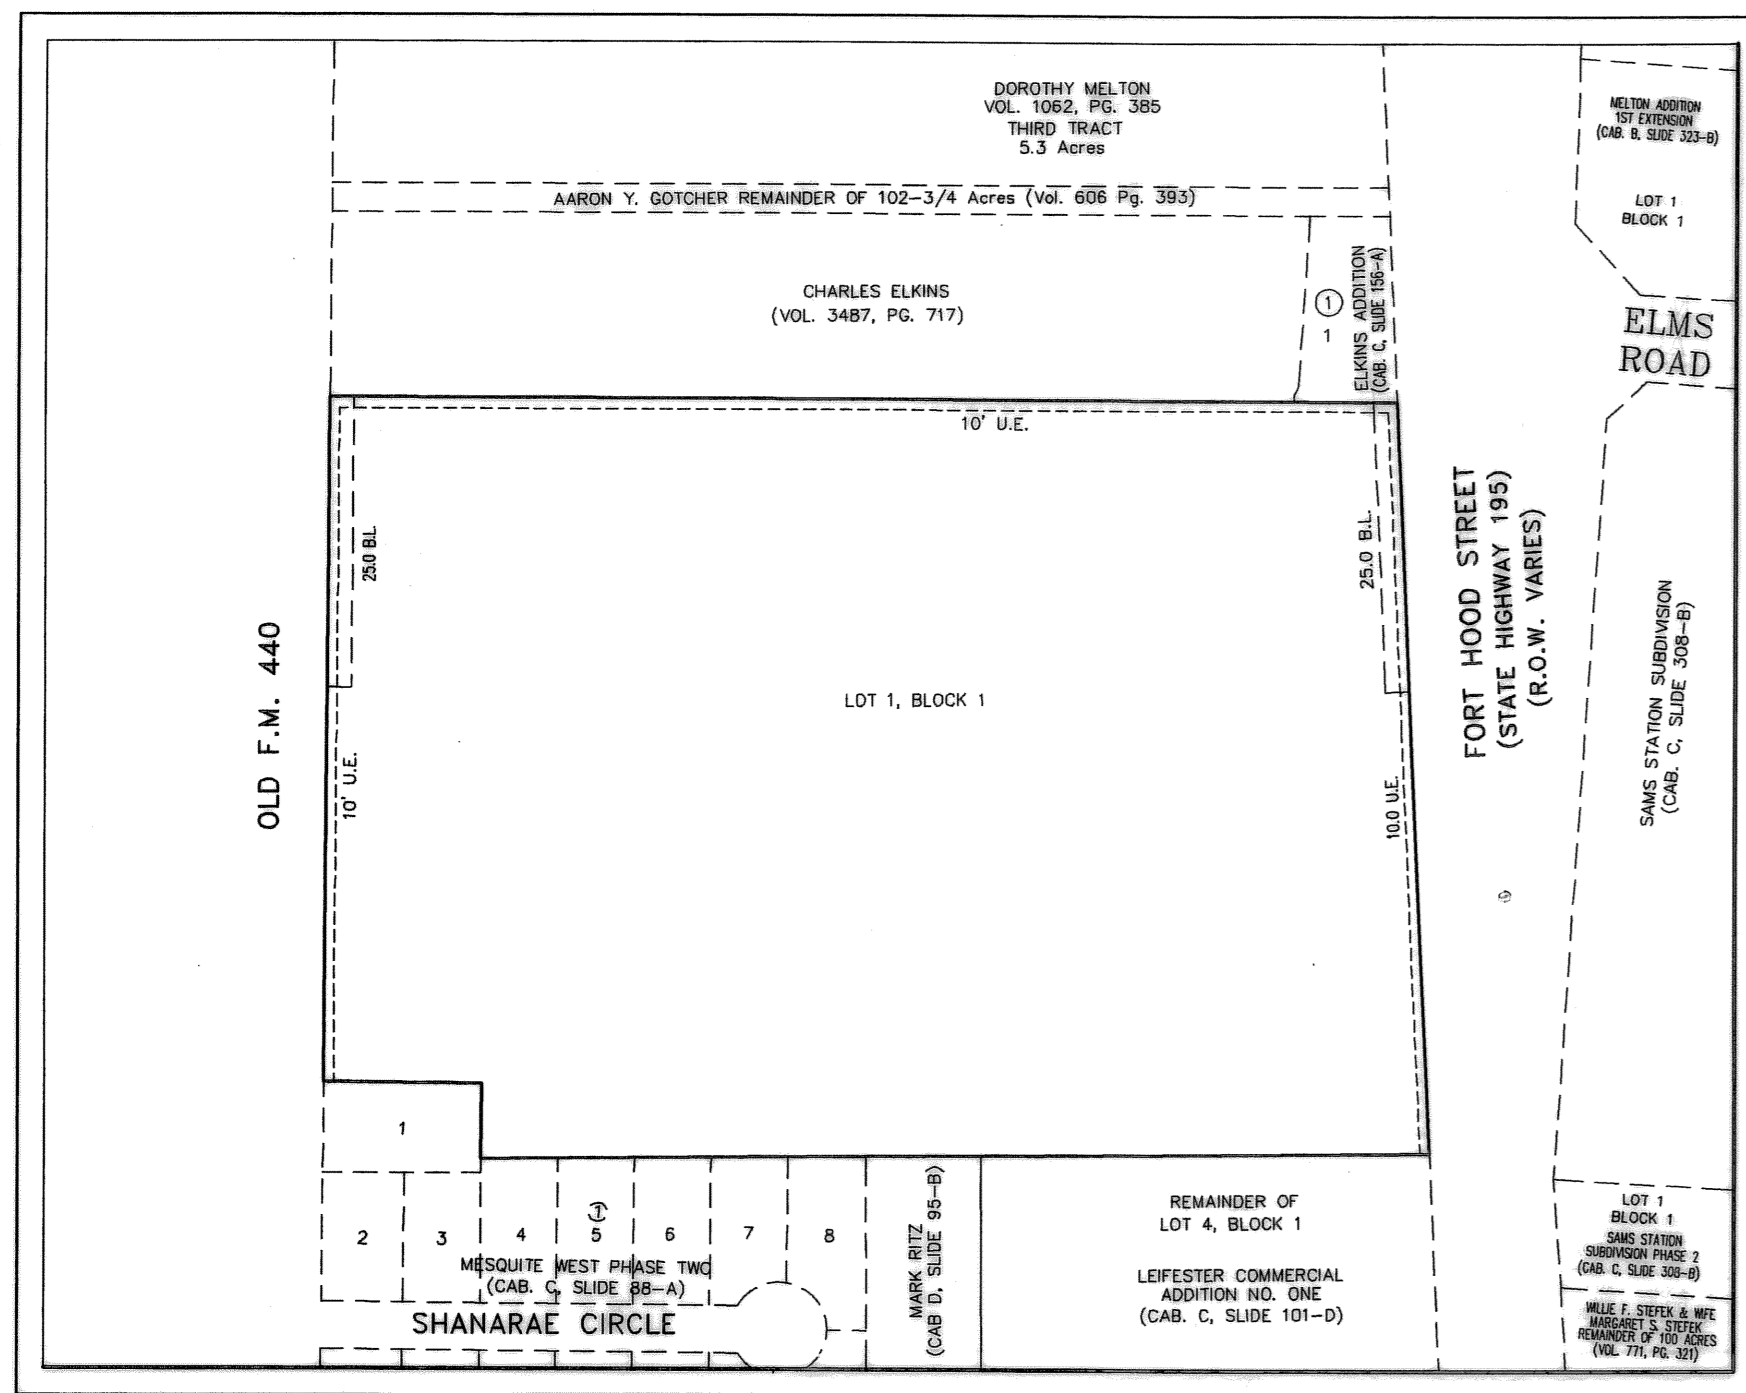 DOROTHY MELTON
VOL. 1062, PG. 385
THIRD TRACT
5.3 Acres
MELTON ADDITION
1ST EXTENSION
(CAB. B, SLIDE 323-B)
LOT 1
BLOCK 1
AARON Y. GOTCHER REMAINDER OF 102-3/4 Acres (Vol. 606 Pg. 393)
CHARLES ELKINS
(VOL. 3487, PG. 717)
1
1
ELKINS ADDITION
(CAB. C, SLIDE 156-A)
ELMS
ROAD
10' U.E.
25.0 B.L.
25.0 B.L.
OLD F.M. 440
10' U.E.
LOT 1, BLOCK 1
10.0 U.E.
FORT HOOD STREET
(STATE HIGHWAY 195)
(R.O.W. VARIES)
SAMS STATION SUBDIVISION
(CAB. C, SLIDE 308-B)
1
2
3
4
1
5
6
7
8
MESQUITE WEST PHASE TWO
(CAB. C, SLIDE 88-A)
SHANARAE CIRCLE
MARK RITZ
(CAB D, SLIDE 95-B)
REMAINDER OF
LOT 4, BLOCK 1
LEIFESTER COMMERCIAL
ADDITION NO. ONE
(CAB. C, SLIDE 101-D)
LOT 1
BLOCK 1
SAMS STATION
SUBDIVISION PHASE 2
(CAB. C, SLIDE 308-B)
WILLIE F. STEFEK & WIFE
MARGARET S. STEFEK
REMAINDER OF 100 ACRES
(VOL. 771, PG. 321)